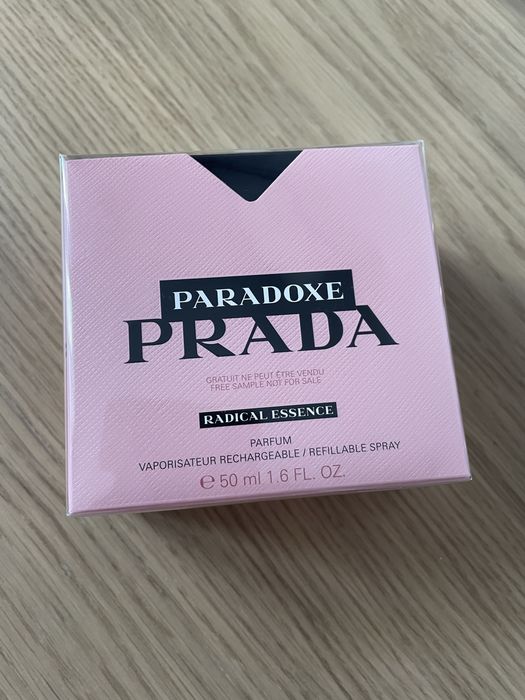 PARADOXE
PRADA
GRATUIT NE PEUT ÊTRE VENDU
FREE SAMPLE NOT FOR SALE
RADICAL ESSENCE
PARFUM
VAPORISATEUR RECHARGEABLE / REFILLABLE SPRAY
℮ 50 ml 1.6 FL. OZ.